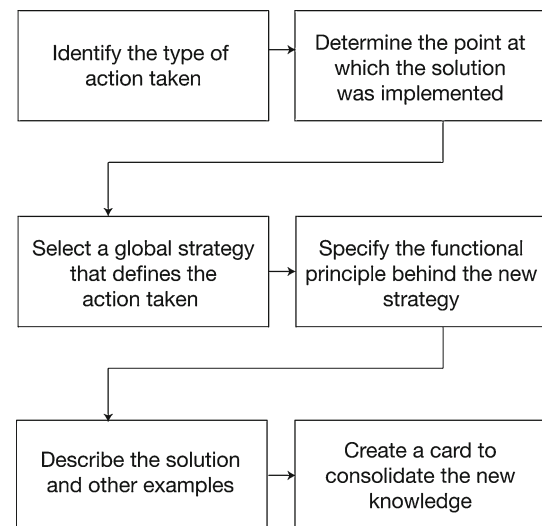 Identify the type of
action taken
Determine the point at
which the solution
was implemented
Select a global strategy
that defines the
action taken
Specify the functional
principle behind the new
strategy
Describe the solution
and other examples
Create a card to
consolidate the new
knowledge